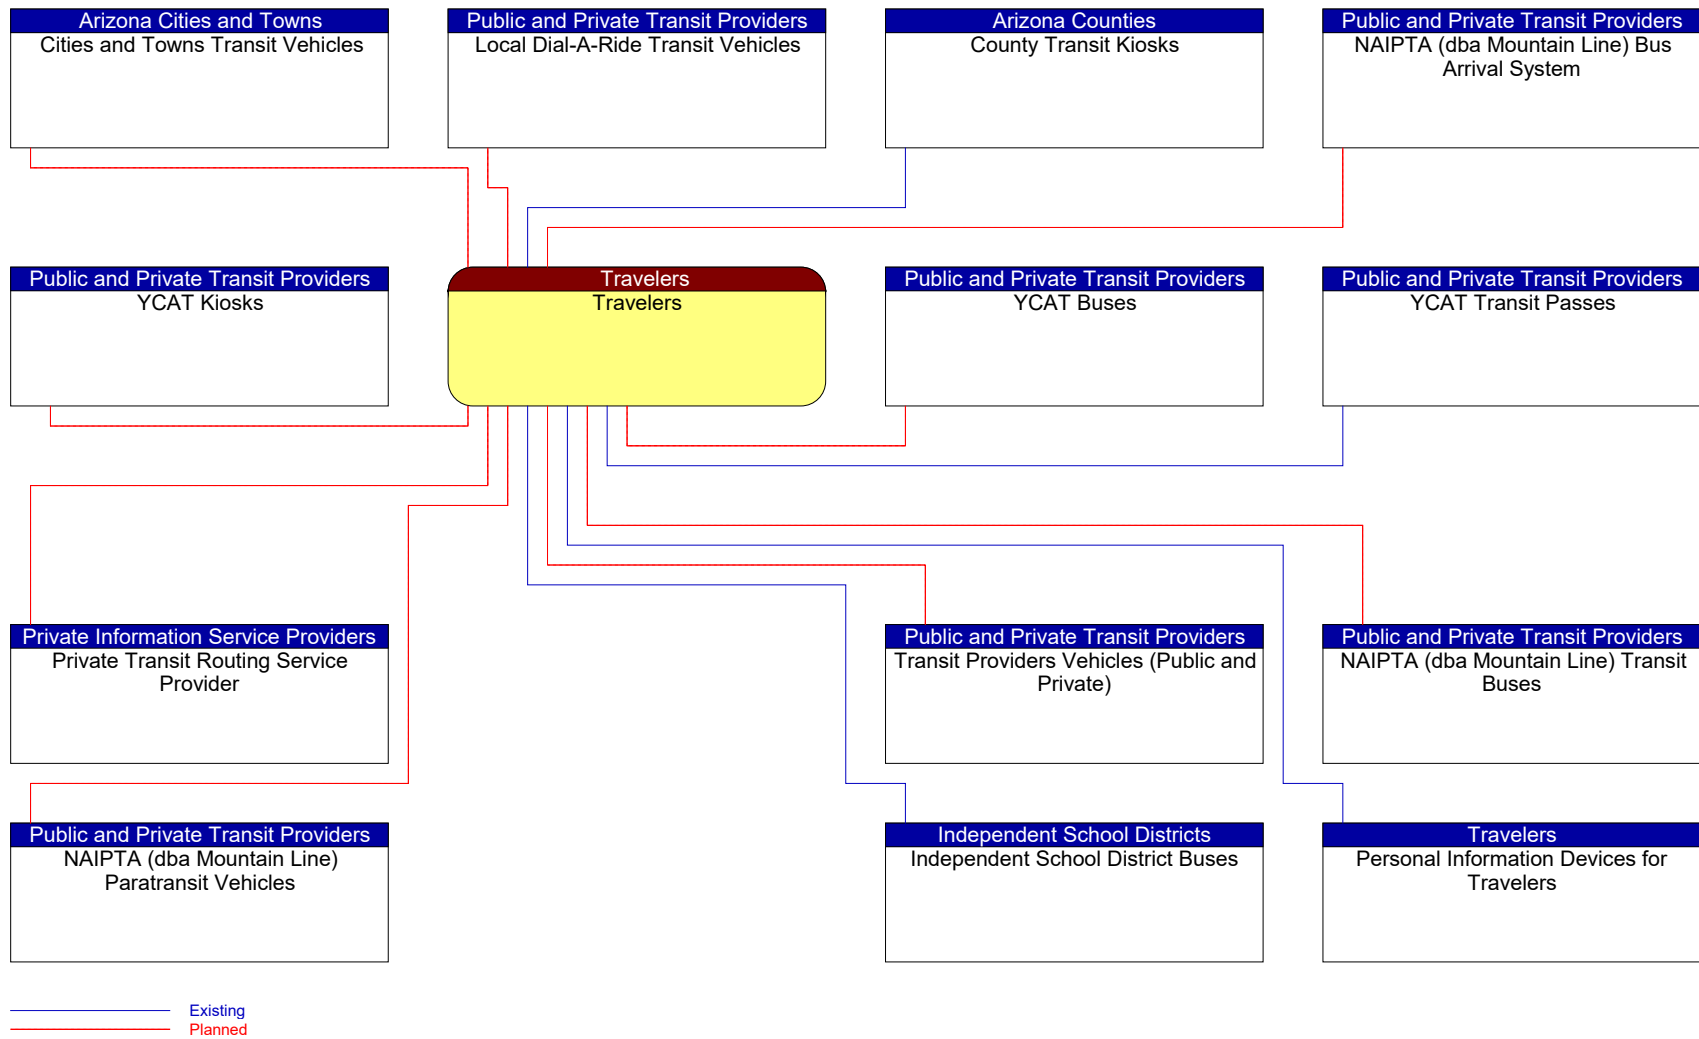 Arizona Cities and Towns
Cities and Towns Transit Vehicles
Public and Private Transit Providers
Local Dial-A-Ride Transit Vehicles
Arizona Counties
County Transit Kiosks
Public and Private Transit Providers
NAIPTA (dba Mountain Line) Bus
Arrival System
Public and Private Transit Providers
YCAT Kiosks
Travelers
Travelers
Public and Private Transit Providers
YCAT Buses
Public and Private Transit Providers
YCAT Transit Passes
Private Information Service Providers
Private Transit Routing Service
Provider
Public and Private Transit Providers
Transit Providers Vehicles (Public and
Private)
Public and Private Transit Providers
NAIPTA (dba Mountain Line) Transit
Buses
Public and Private Transit Providers
NAIPTA (dba Mountain Line)
Paratransit Vehicles
Independent School Districts
Independent School District Buses
Travelers
Personal Information Devices for
Travelers
Existing
Planned